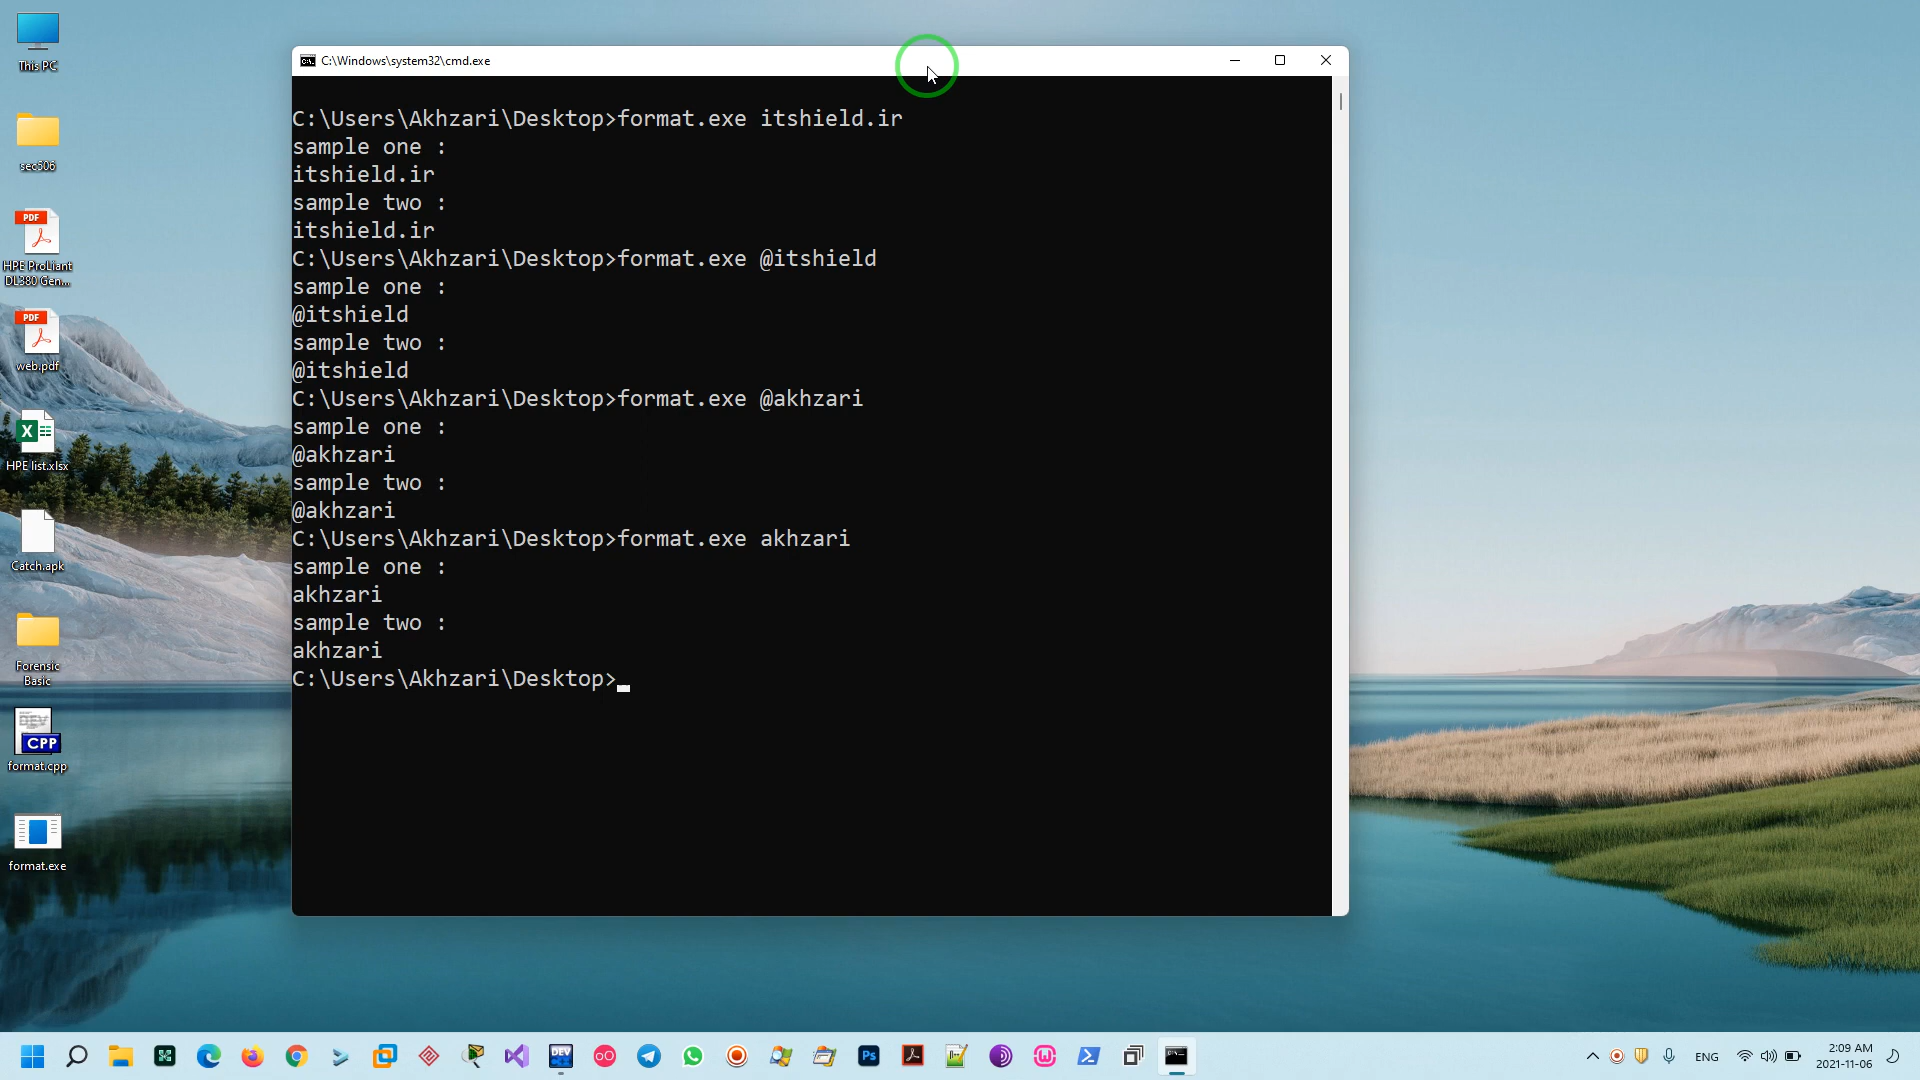 This PC
sec506
PDF
HPE ProLiant
DL380 Gen...
PDF
web.pdf
HPE list.xlsx
Catch.apk
Forensic
Basic
DEV
CPP
format.cpp
format.exe
C:\Windows\system32\cmd.exe
C:\Users\Akhzari\Desktop>format.exe itshield.ir
sample one :
itshield.ir
sample two :
itshield.ir
C:\Users\Akhzari\Desktop>format.exe @itshield
sample one :
@itshield
sample two :
@itshield
C:\Users\Akhzari\Desktop>format.exe @akhzari
sample one :
@akhzari
sample two :
@akhzari
C:\Users\Akhzari\Desktop>format.exe akhzari
sample one :
akhzari
sample two :
akhzari
C:\Users\Akhzari\Desktop>
DEV
Ps
ENG
2:09 AM
2021-11-06